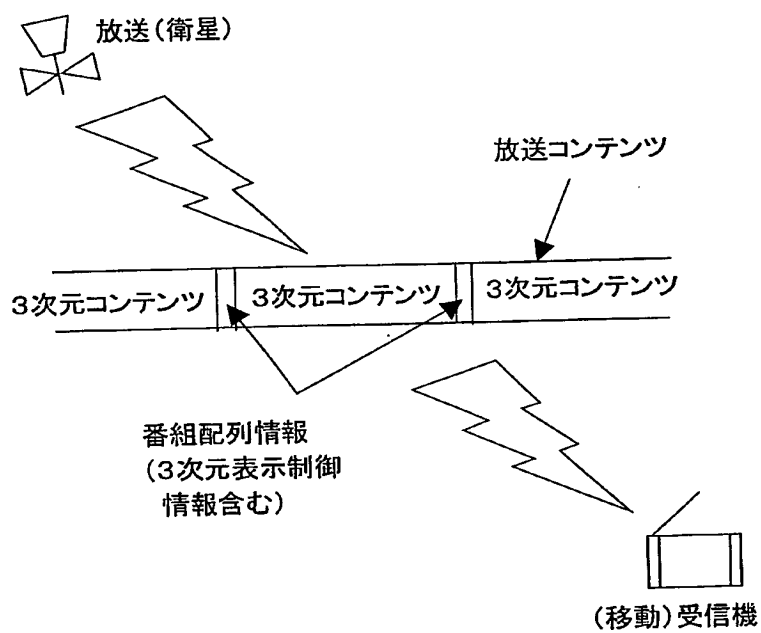 放送(衛星)
放送コンテンツ
3次元コンテンツ
3次元コンテンツ
3次元コンテンツ
番組配列情報
(3次元表示制御
情報含む)
(移動)受信機